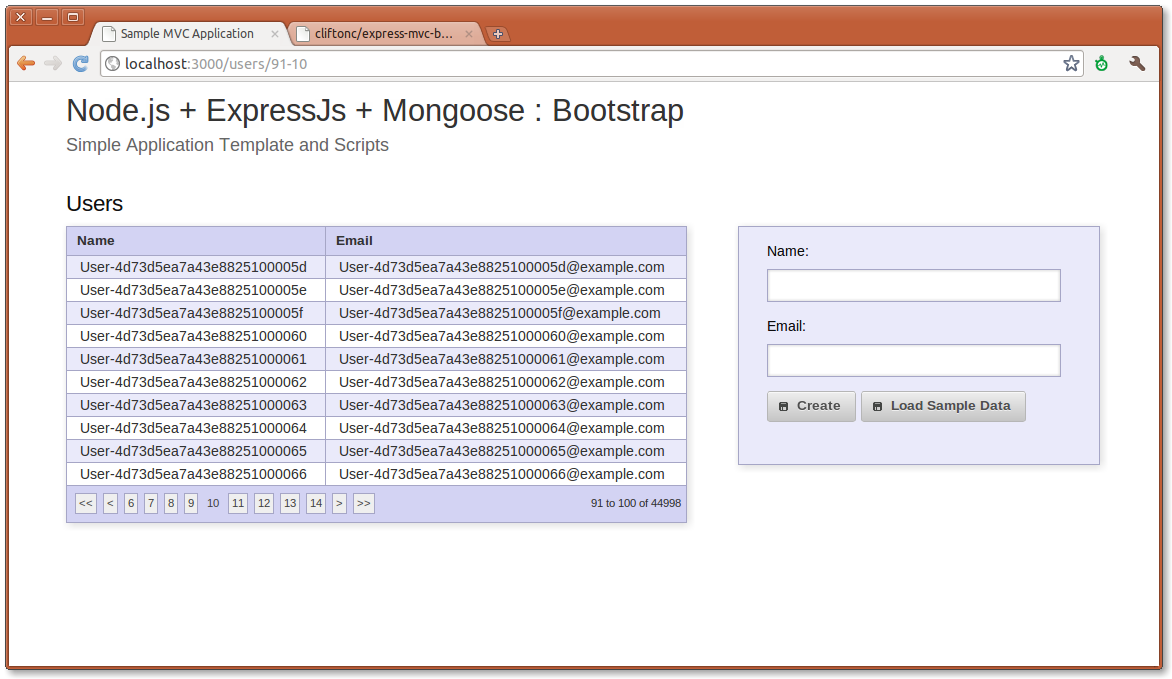 Sample MVC Application
cliftonc/express-mvc-b...
localhost:3000/users/91-10
Node.js + ExpressJs + Mongoose : Bootstrap
Simple Application Template and Scripts
Users
Name Email
User-4d73d5ea7a43e8825100005d User-4d73d5ea7a43e8825100005d@example.com
User-4d73d5ea7a43e8825100005e User-4d73d5ea7a43e8825100005e@example.com
User-4d73d5ea7a43e8825100005f User-4d73d5ea7a43e8825100005f@example.com
User-4d73d5ea7a43e88251000060 User-4d73d5ea7a43e88251000060@example.com
User-4d73d5ea7a43e88251000061 User-4d73d5ea7a43e88251000061@example.com
User-4d73d5ea7a43e88251000062 User-4d73d5ea7a43e88251000062@example.com
User-4d73d5ea7a43e88251000063 User-4d73d5ea7a43e88251000063@example.com
User-4d73d5ea7a43e88251000064 User-4d73d5ea7a43e88251000064@example.com
User-4d73d5ea7a43e88251000065 User-4d73d5ea7a43e88251000065@example.com
User-4d73d5ea7a43e88251000066 User-4d73d5ea7a43e88251000066@example.com
<< < 6 7 8 9 10 11 12 13 14 > >> 91 to 100 of 44998
Name:
Email:
Create Load Sample Data